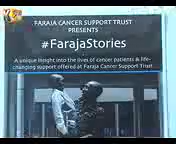 FARAJA CANCER SUPPORT TRUST
PRESENTS
#FarajaStories
A unique insight into the lives of cancer patients & life-
changing support offered at Faraja Cancer Support Trust